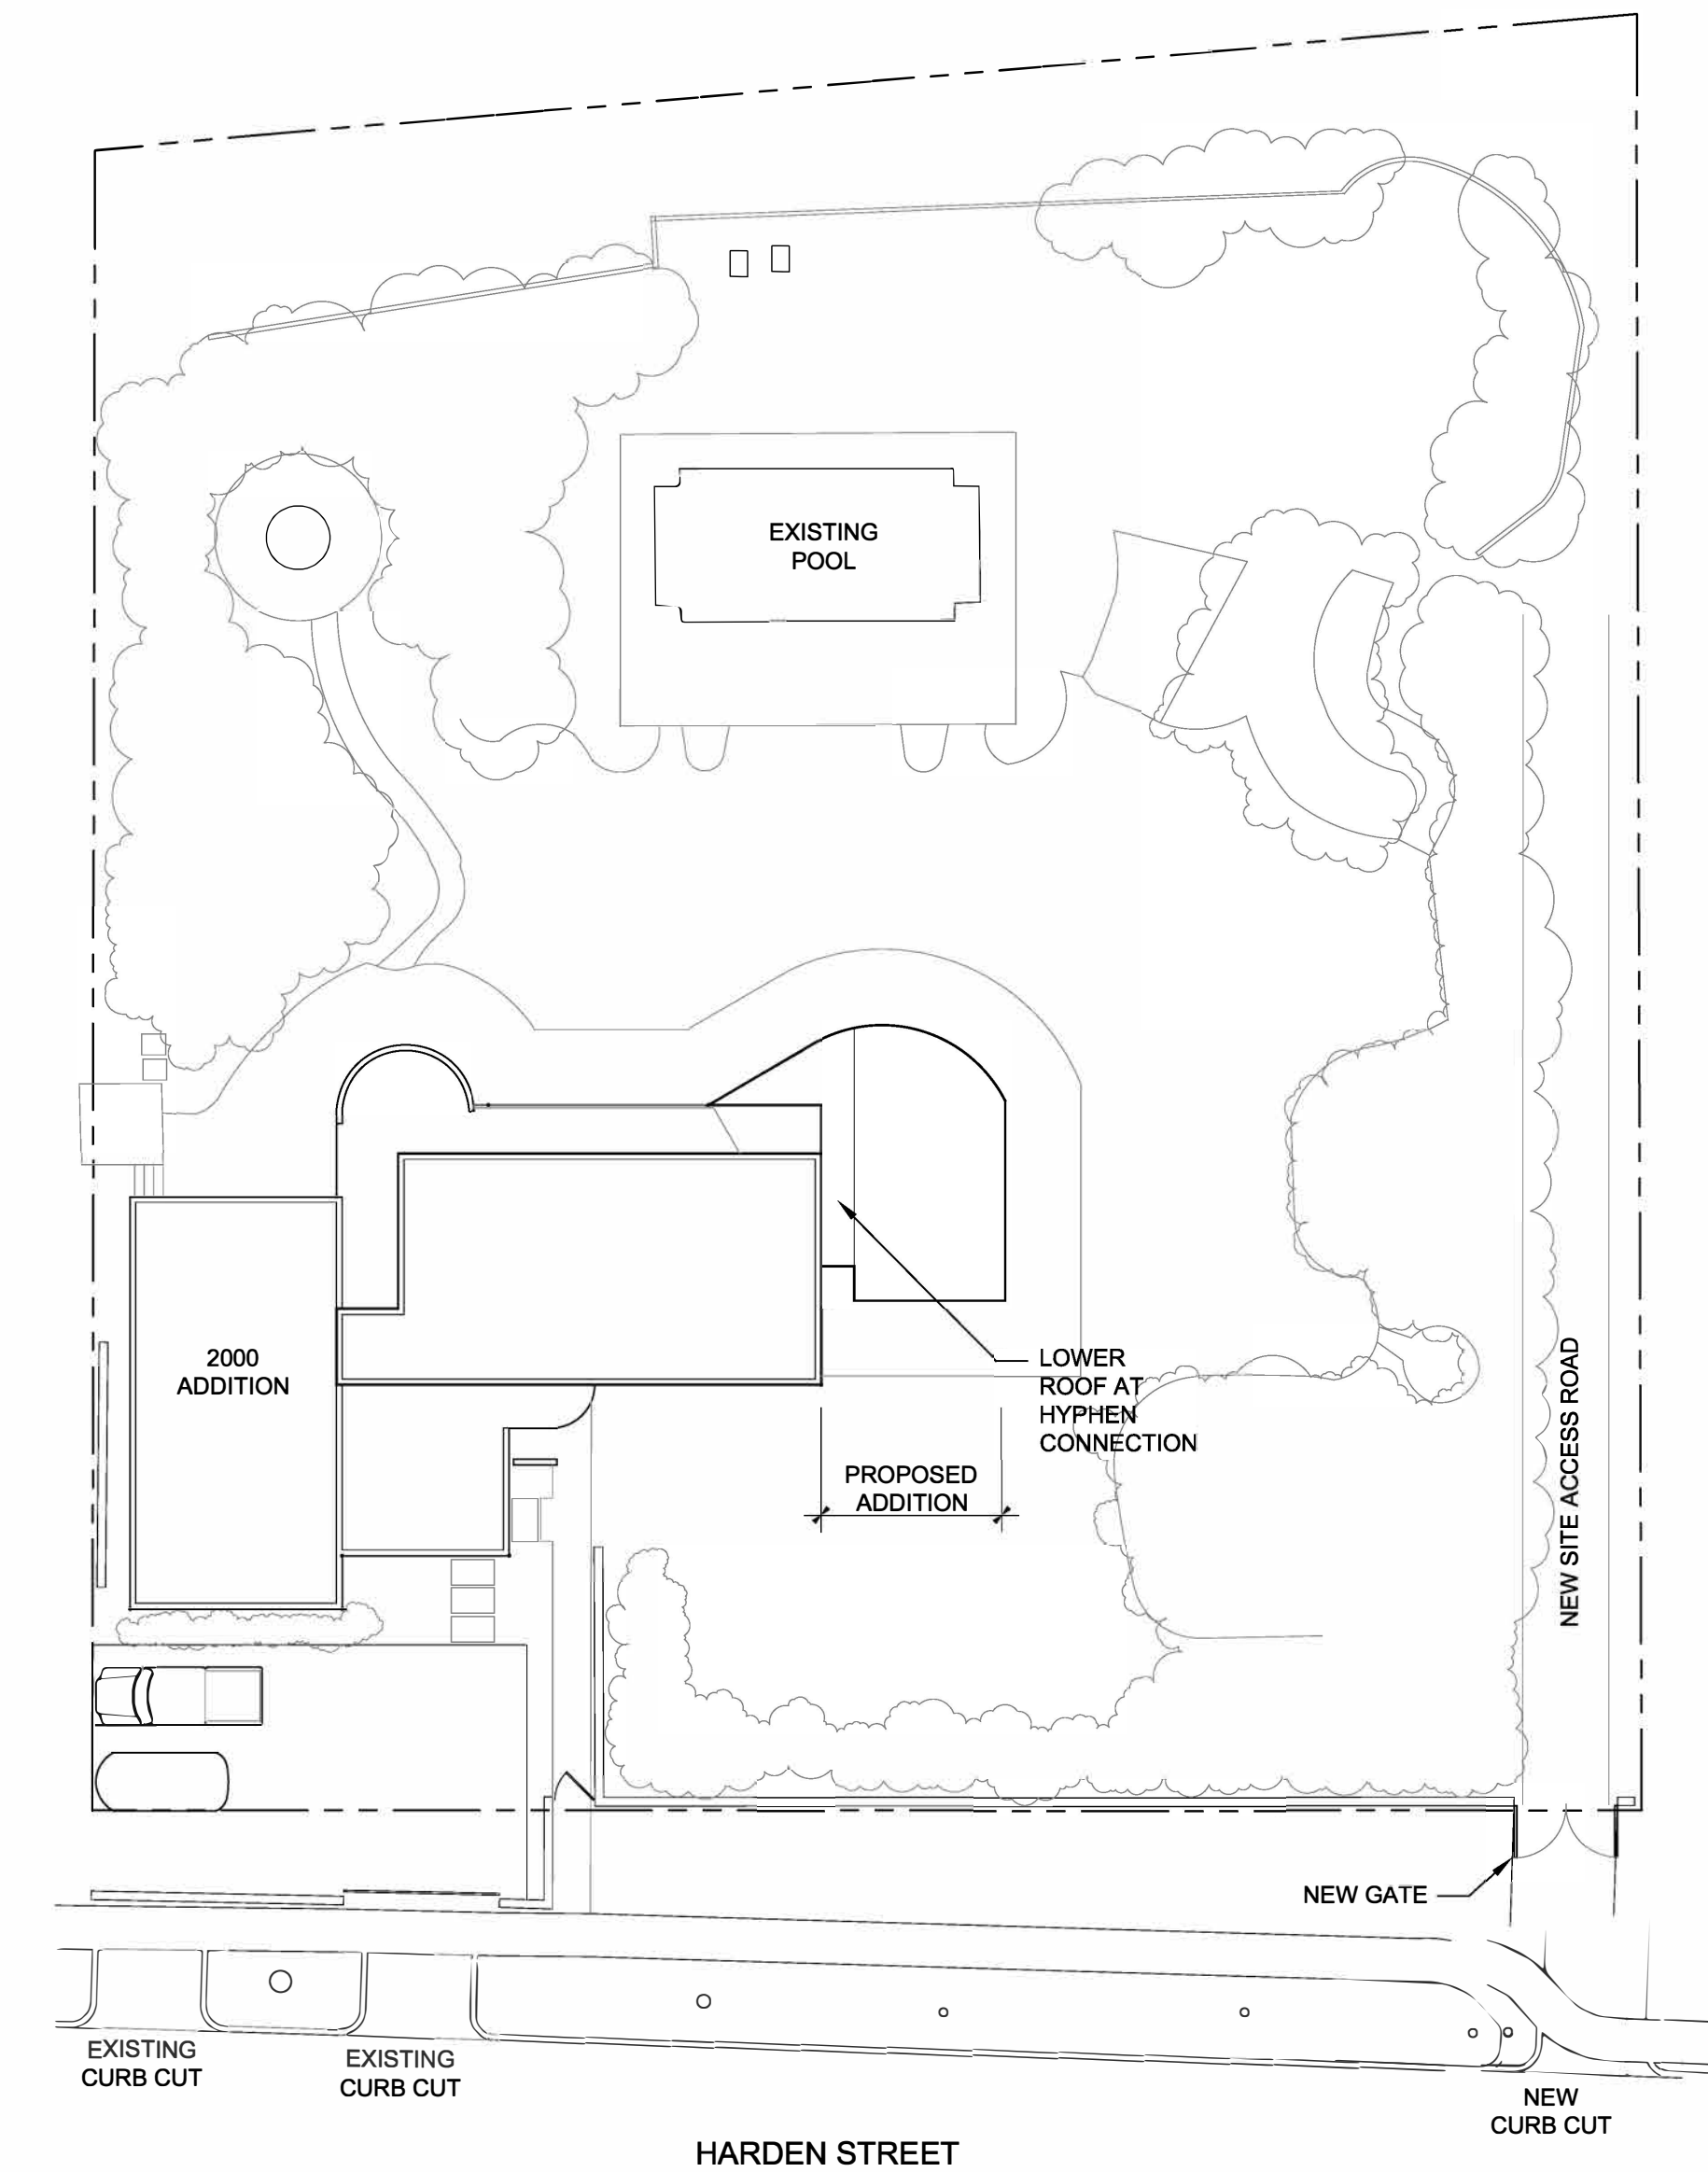 EXISTING
POOL
2000
ADDITION
LOWER
ROOF AT
HYPHEN
CONNECTION
PROPOSED
ADDITION
NEW SITE ACCESS ROAD
NEW GATE
EXISTING
CURB CUT
EXISTING
CURB CUT
NEW
CURB CUT
HARDEN STREET